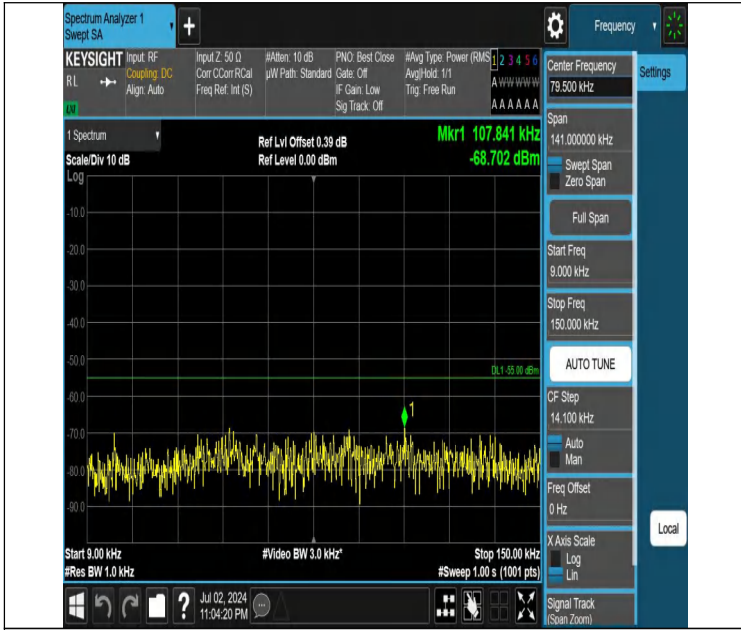 Spectrum Analyzer 1
Swept SA
+
Frequency
KEYSIGHT
RL
Input: RF
Coupling: DC
Align: Auto
Input Z: 50 Ω
Corr CCorr RCal
Freq Ref: Int (S)
#Atten: 10 dB
µW Path: Standard
PNO: Best Close
Gate: Off
IF Gain: Low
Sig Track: Off
#Avg Type: Power (RMS
Avg|Hold: 1/1
Trig: Free Run
1 2 3 4 5 6
A W W W W W
A A A A A A
1 Spectrum
Scale/Div 10 dB
Log
Ref Lvl Offset 0.39 dB
Ref Level 0.00 dBm
Mkr1 107.841 kHz
-68.702 dBm
-10.0
-20.0
-30.0
-40.0
-50.0
-60.0
-70.0
-80.0
-90.0
DL1 -55.00 dBm
1
Start 9.00 kHz
#Res BW 1.0 kHz
#Video BW 3.0 kHz*
Stop 150.00 kHz
#Sweep 1.00 s (1001 pts)
?
Jul 02, 2024
11:04:20 PM
Center Frequency
79.500 kHz
Span
141.000000 kHz
Swept Span
Zero Span
Full Span
Start Freq
9.000 kHz
Stop Freq
150.000 kHz
AUTO TUNE
CF Step
14.100 kHz
Auto
Man
Freq Offset
0 Hz
X Axis Scale
Log
Lin
Signal Track
(Span Zoom)
Settings
Local